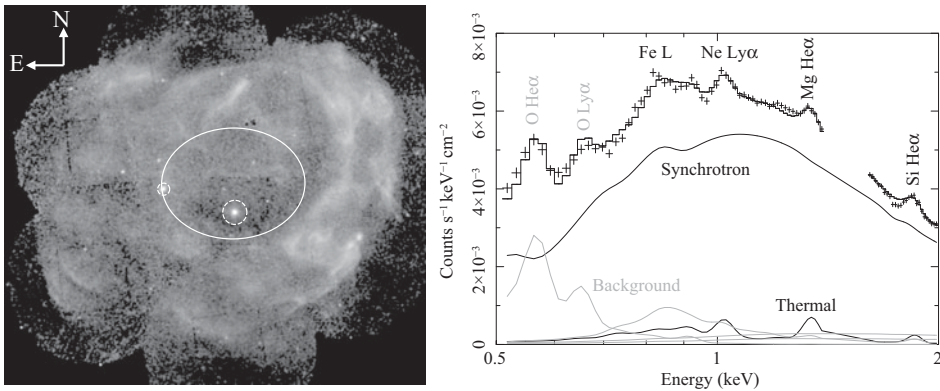 N
E
Counts s⁻¹ keV⁻¹ cm⁻²
8×10⁻³
6×10⁻³
4×10⁻³
2×10⁻³
0
O Heα
O Lyα
Fe L
Ne Lyα
Mg Heα
Si Heα
Synchrotron
Background
Thermal
0.5
1
2
Energy (keV)